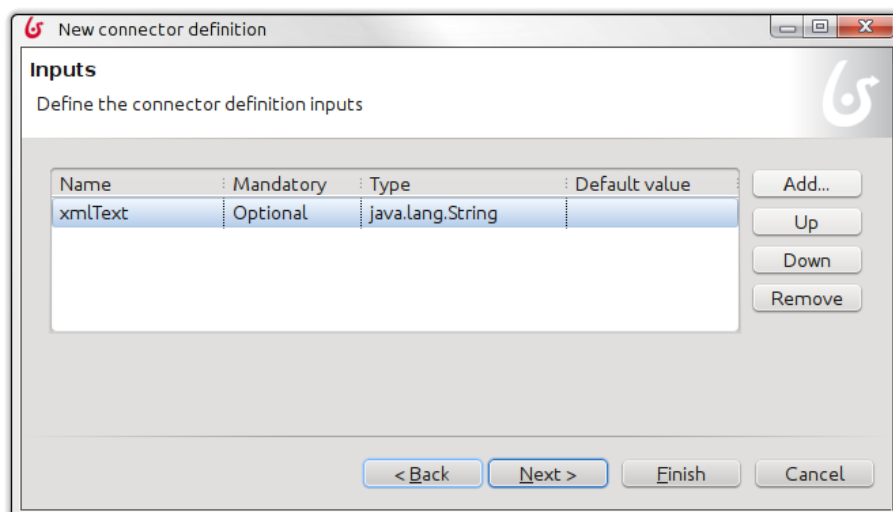 New connector definition
Inputs
Define the connector definition inputs
Name Mandatory Type Default value
xmlText Optional java.lang.String
Add...
Up
Down
Remove
< Back Next > Finish Cancel